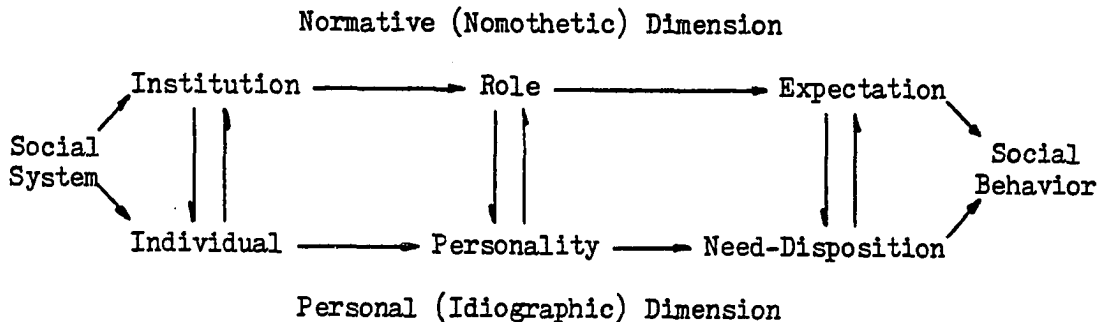 Normative (Nomothetic) Dimension
Institution Role Expectation
Social System
Social Behavior
Individual Personality Need-Disposition
Personal (Idiographic) Dimension